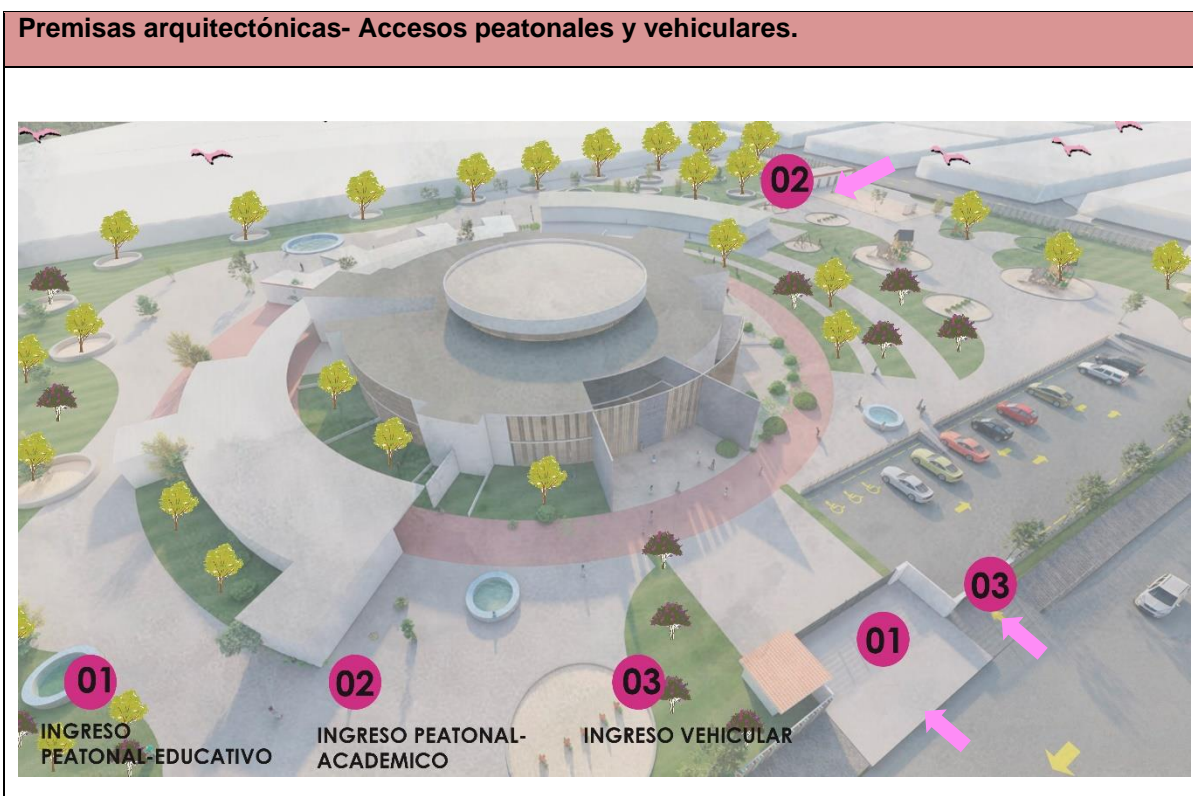 Premisas arquitectónicas- Accesos peatonales y vehiculares.
02
03
01
01
02
03
INGRESO
PEATONAL-EDUCATIVO
INGRESO PEATONAL-
ACADEMICO
INGRESO VEHICULAR